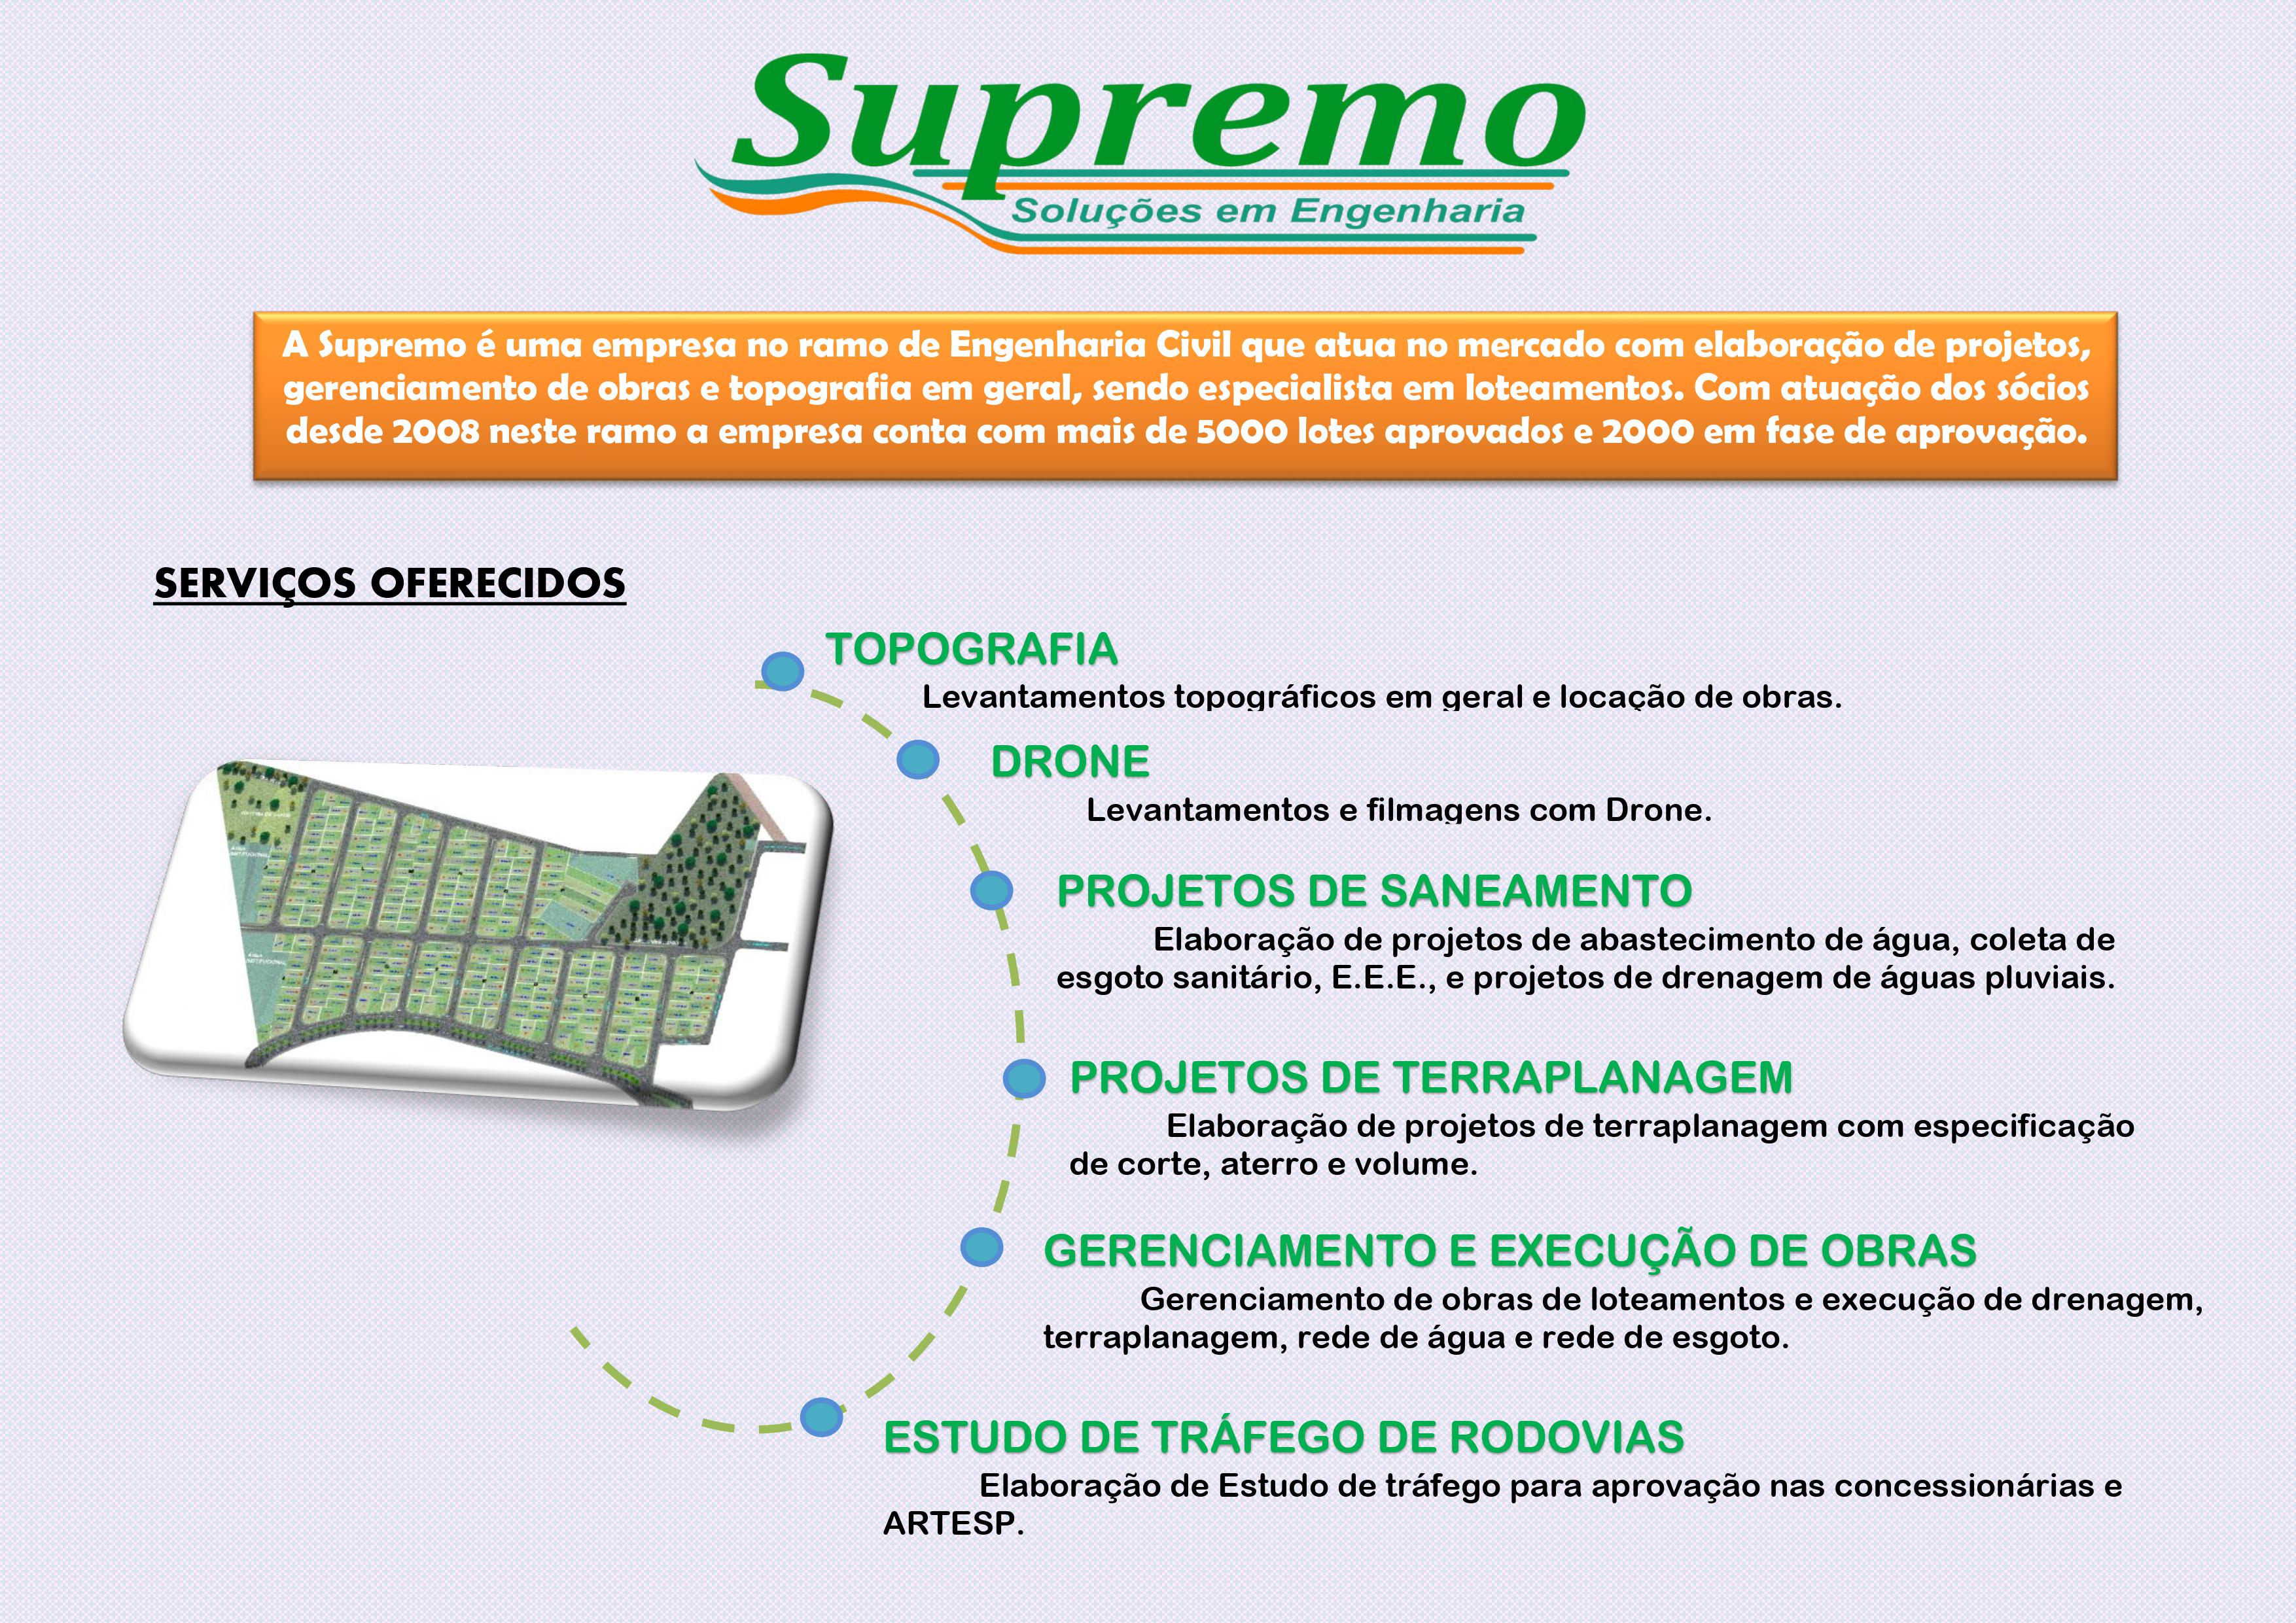 Supremo
Soluções em Engenharia
A Supremo é uma empresa no ramo de Engenharia Civil que atua no mercado com elaboração de projetos,
gerenciamento de obras e topografia em geral, sendo especialista em loteamentos. Com atuação dos sócios
desde 2008 neste ramo a empresa conta com mais de 5000 lotes aprovados e 2000 em fase de aprovação.
SERVIÇOS OFERECIDOS
TOPOGRAFIA
Levantamentos topográficos em geral e locação de obras.
DRONE
Levantamentos e filmagens com Drone.
PROJETOS DE SANEAMENTO
Elaboração de projetos de abastecimento de água, coleta de
esgoto sanitário, E.E.E., e projetos de drenagem de águas pluviais.
PROJETOS DE TERRAPLANAGEM
Elaboração de projetos de terraplanagem com especificação
de corte, aterro e volume.
GERENCIAMENTO E EXECUÇÃO DE OBRAS
Gerenciamento de obras de loteamentos e execução de drenagem,
terraplanagem, rede de água e rede de esgoto.
ESTUDO DE TRÁFEGO DE RODOVIAS
Elaboração de Estudo de tráfego para aprovação nas concessionárias e
ARTESP.